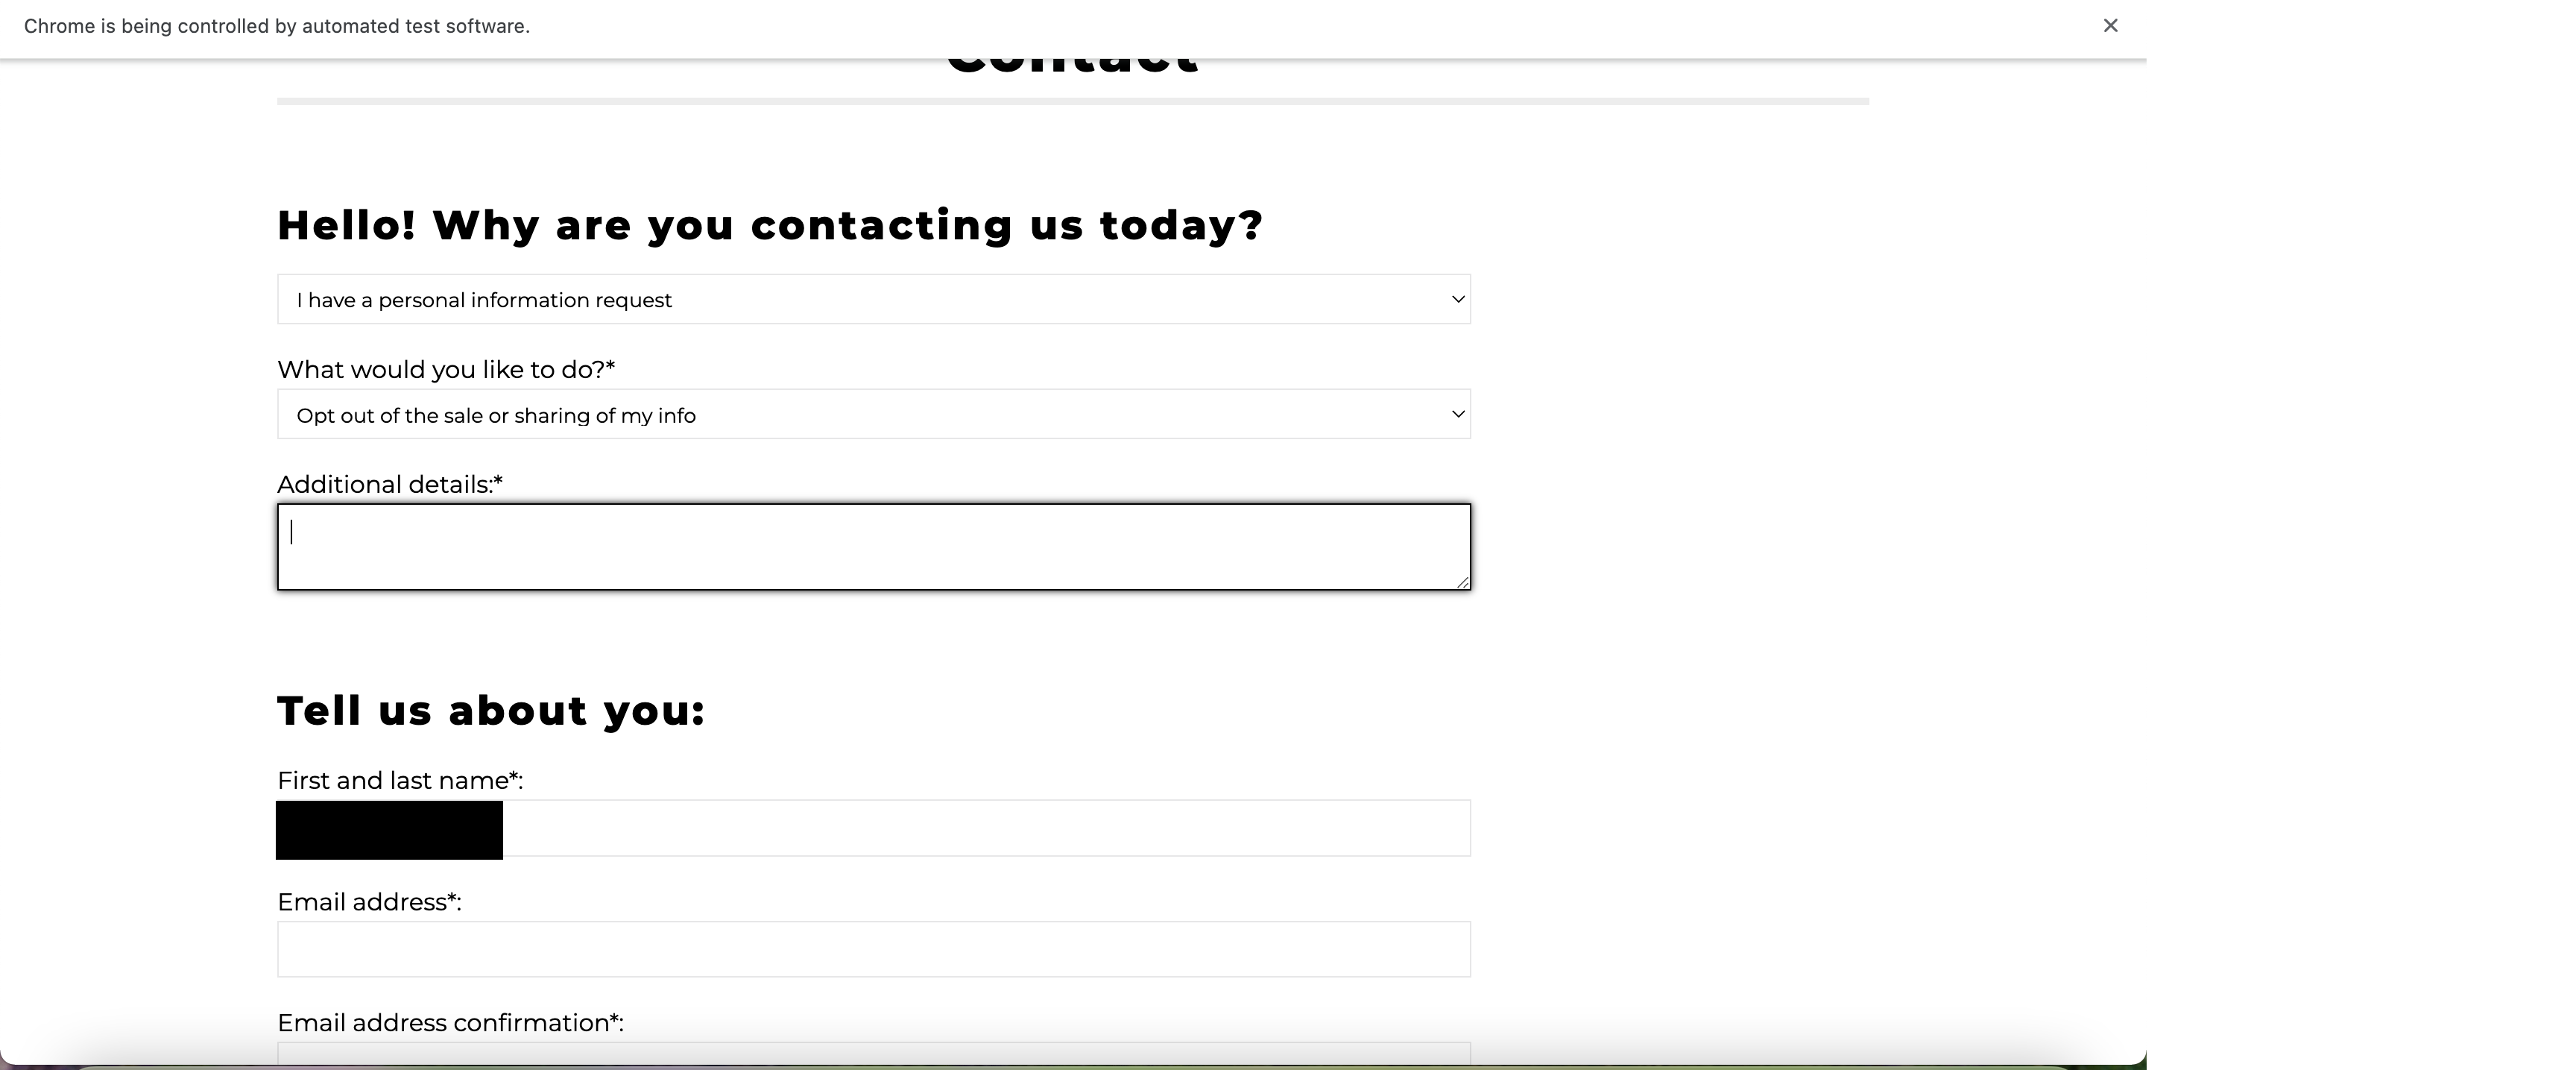 Chrome is being controlled by automated test software.
Contact
Hello! Why are you contacting us today?
I have a personal information request
What would you like to do?*
Opt out of the sale or sharing of my info
Additional details:*
Tell us about you:
First and last name*:
Email address*:
Email address confirmation*: